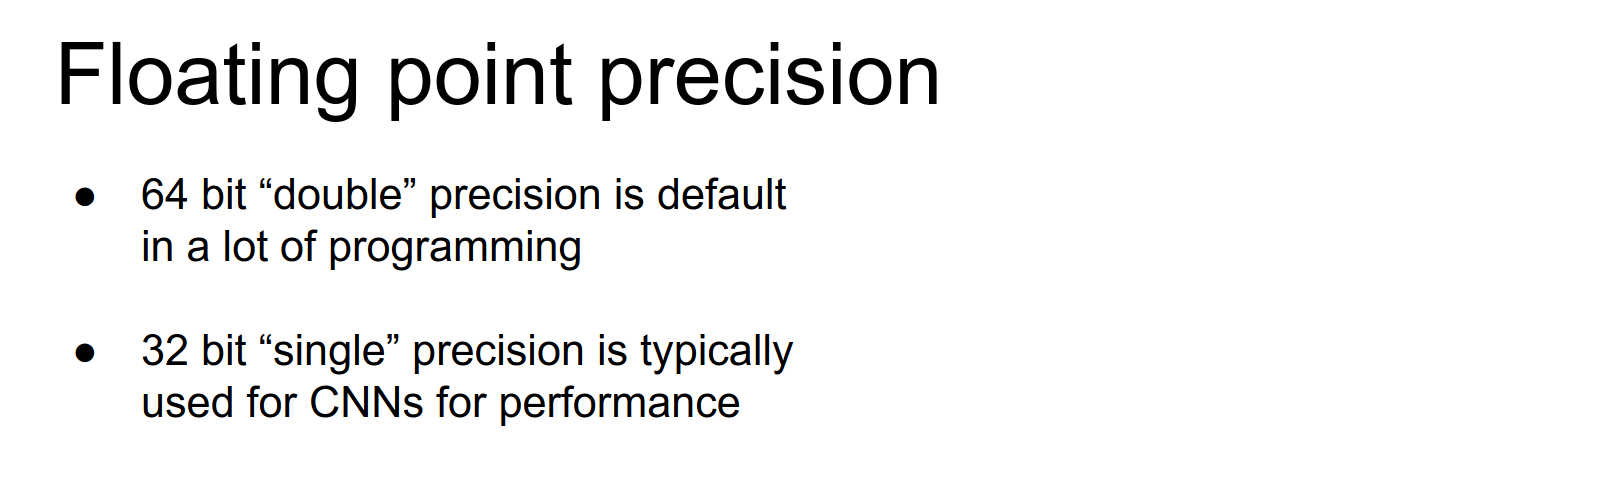 Floating point precision
● 64 bit “double” precision is default
in a lot of programming
● 32 bit “single” precision is typically
used for CNNs for performance